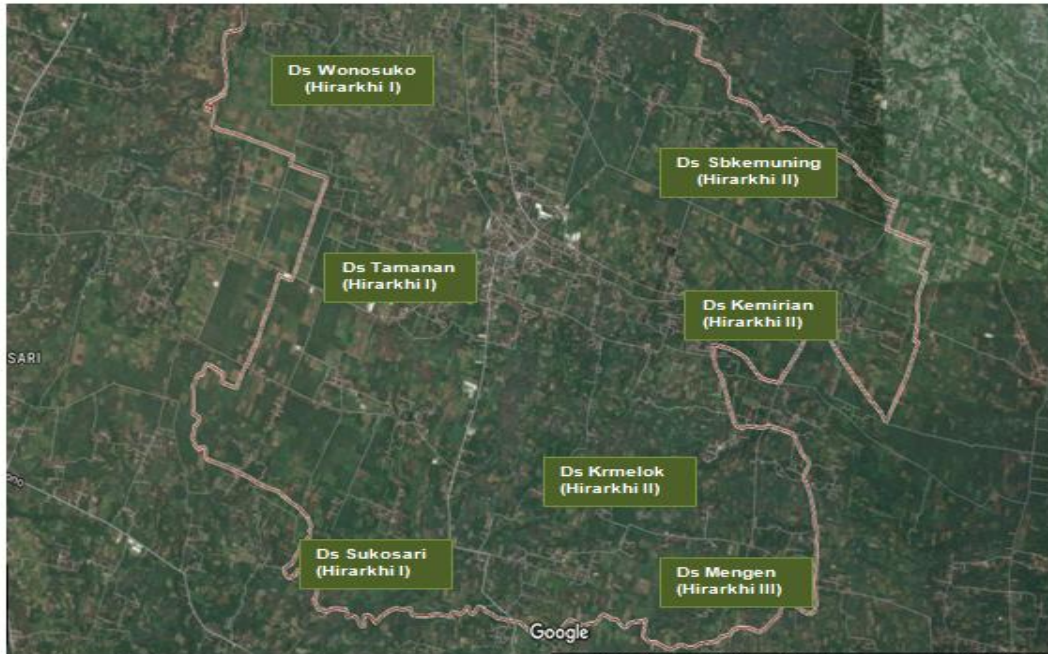 Ds Wonosuko
(Hirarkhi I)
Ds Sbkemuning
(Hirarkhi II)
Ds Tamanan
(Hirarkhi I)
Ds Kemirian
(Hirarkhi II)
SARI
Ds Krmelok
(Hirarkhi II)
ono
Ds Sukosari
(Hirarkhi I)
Ds Mengen
(Hirarkhi III)
Google